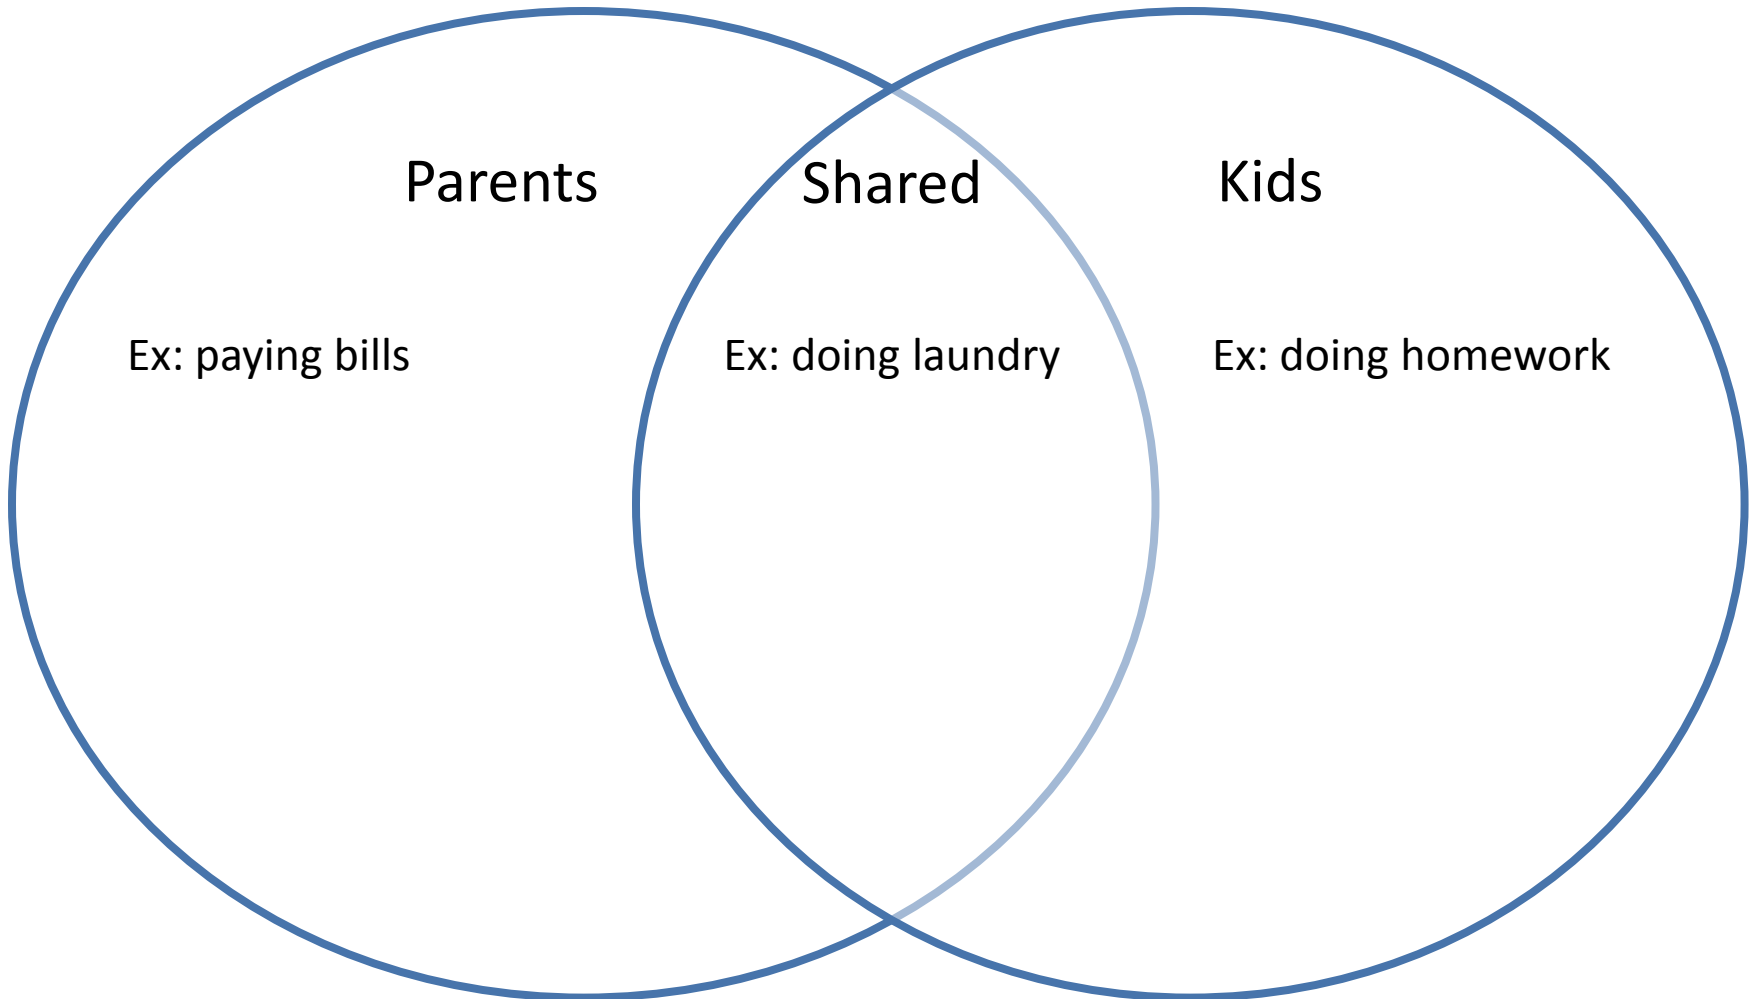 Parents
Shared
Kids
Ex: paying bills
Ex: doing laundry
Ex: doing homework